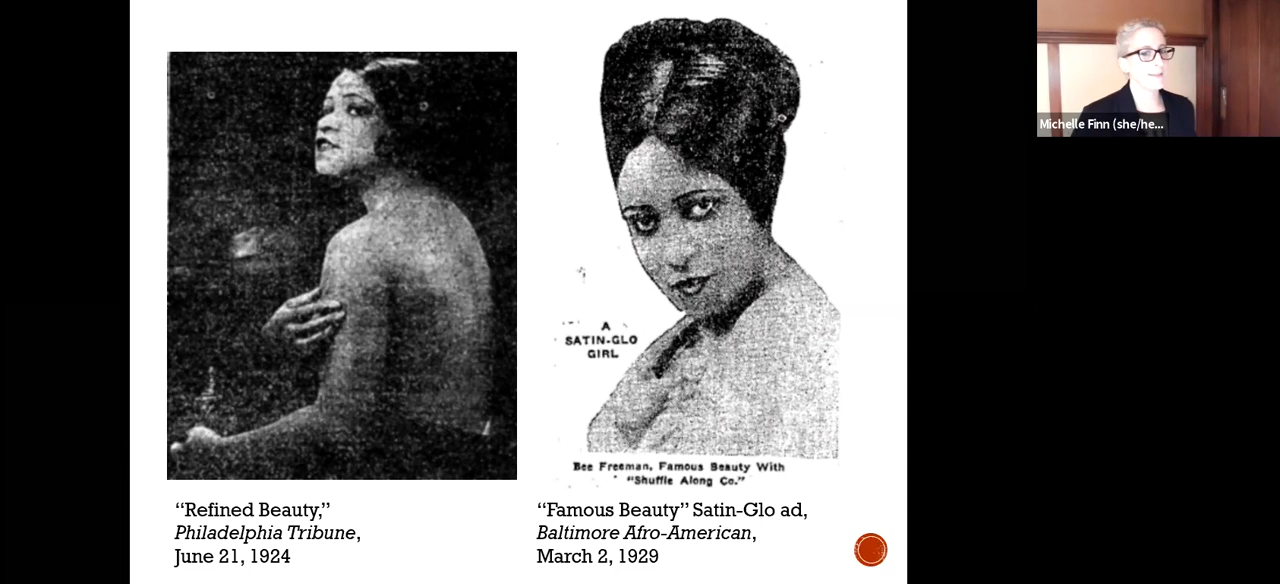 A
SATIN-GLO
GIRL
Bee Freeman, Famous Beauty With
"Shuffle Along Co."
“Refined Beauty,”
Philadelphia Tribune,
June 21, 1924
“Famous Beauty” Satin-Glo ad,
Baltimore Afro-American,
March 2, 1929
Michelle Finn (she/he...